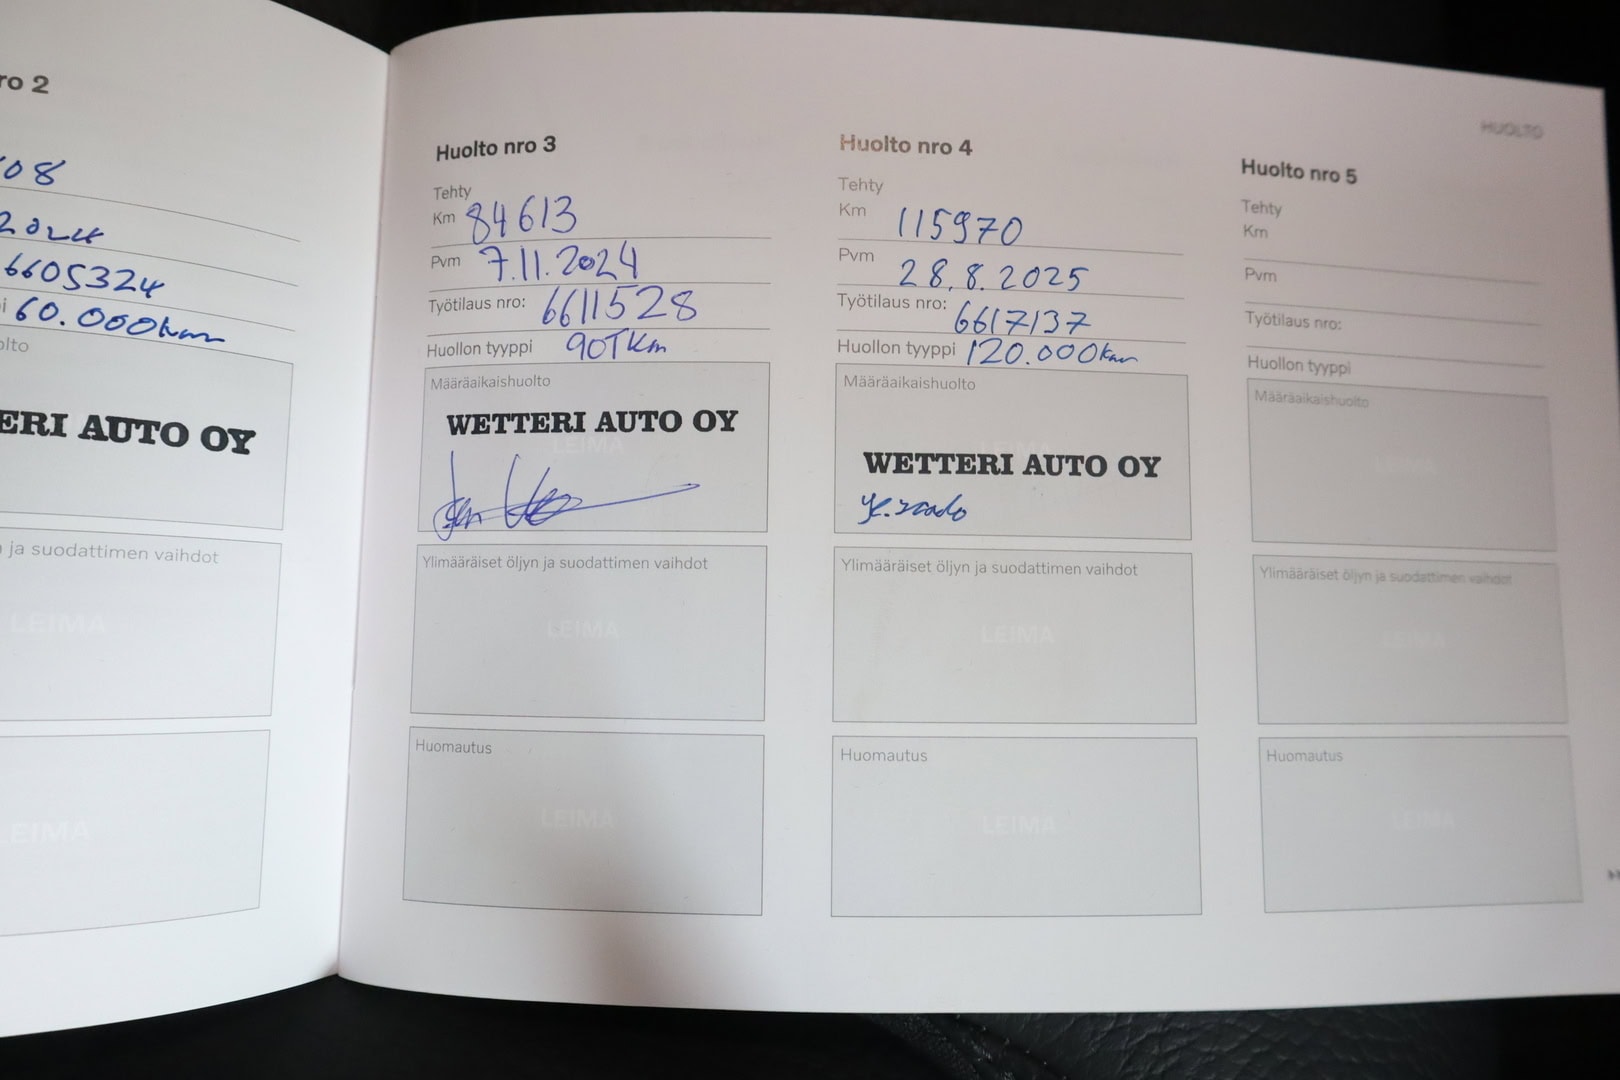 ro 2
08
2024
6605324
i 60.000km
olto
ERI AUTO OY
ja suodattimen vaihdot
LEIMA
LEIMA
HUOLTO
Huolto nro 3
Tehty
Km 84613
Pvm 7.11.2024
Työtilaus nro: 6611528
Huollon tyyppi 90TKm
Määräaikaishuolto
WETTERI AUTO OY
LEIMA
Ylimääräiset öljyn ja suodattimen vaihdot
LEIMA
Huomautus
LEIMA
Huolto nro 4
Tehty
Km 115970
Pvm 28.8.2025
Työtilaus nro: 6617137
Huollon tyyppi 120.000km
Määräaikaishuolto
LEIMA
WETTERI AUTO OY
Ylimääräiset öljyn ja suodattimen vaihdot
LEIMA
Huomautus
LEIMA
Huolto nro 5
Tehty
Km
Pvm
Työtilaus nro:
Huollon tyyppi
Määräaikaishuolto
LEIMA
Ylimääräiset öljyn ja suodattimen vaihdot
LEIMA
Huomautus
LEIMA